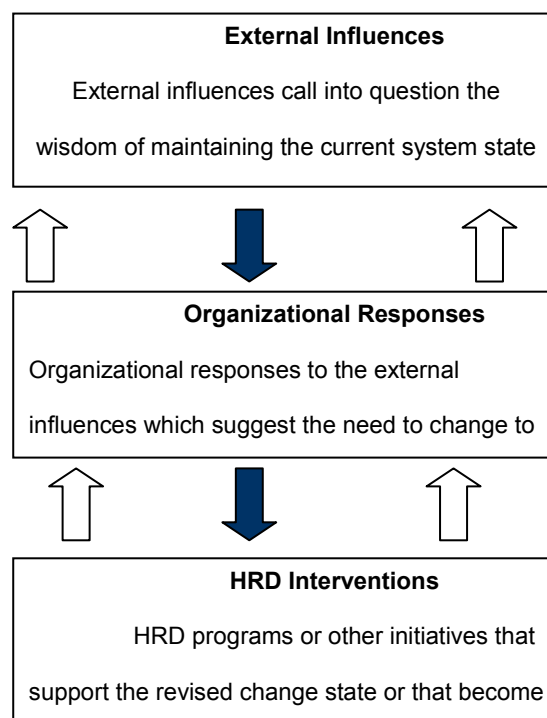 External Influences
External influences call into question the
wisdom of maintaining the current system state
Organizational Responses
Organizational responses to the external
influences which suggest the need to change to
HRD Interventions
HRD programs or other initiatives that
support the revised change state or that become